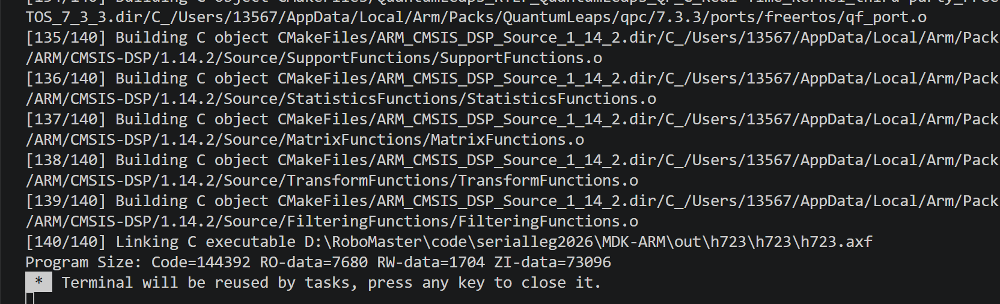 TOS_7_3_3.dir/C_/Users/13567/AppData/Local/Arm/Packs/QuantumLeaps/qpc/7.3.3/ports/freertos/qf_port.o
[135/140] Building C object CMakeFiles/ARM_CMSIS_DSP_Source_1_14_2.dir/C_/Users/13567/AppData/Local/Arm/Pack
/ARM/CMSIS-DSP/1.14.2/Source/SupportFunctions/SupportFunctions.o
[136/140] Building C object CMakeFiles/ARM_CMSIS_DSP_Source_1_14_2.dir/C_/Users/13567/AppData/Local/Arm/Pack
/ARM/CMSIS-DSP/1.14.2/Source/StatisticsFunctions/StatisticsFunctions.o
[137/140] Building C object CMakeFiles/ARM_CMSIS_DSP_Source_1_14_2.dir/C_/Users/13567/AppData/Local/Arm/Pack
/ARM/CMSIS-DSP/1.14.2/Source/MatrixFunctions/MatrixFunctions.o
[138/140] Building C object CMakeFiles/ARM_CMSIS_DSP_Source_1_14_2.dir/C_/Users/13567/AppData/Local/Arm/Pack
/ARM/CMSIS-DSP/1.14.2/Source/TransformFunctions/TransformFunctions.o
[139/140] Building C object CMakeFiles/ARM_CMSIS_DSP_Source_1_14_2.dir/C_/Users/13567/AppData/Local/Arm/Pack
/ARM/CMSIS-DSP/1.14.2/Source/FilteringFunctions/FilteringFunctions.o
[140/140] Linking C executable D:\RoboMaster\code\serialleg2026\MDK-ARM\out\h723\h723\h723.axf
Program Size: Code=144392 RO-data=7680 RW-data=1704 ZI-data=73096
* Terminal will be reused by tasks, press any key to close it.